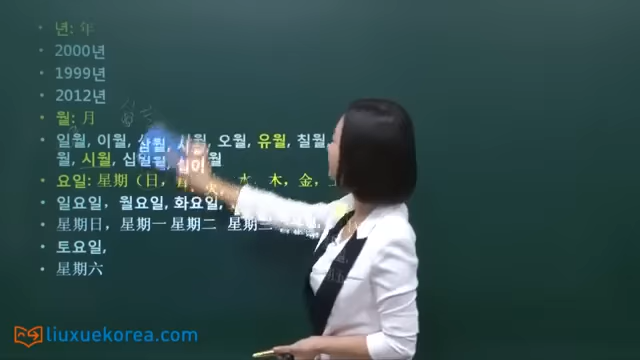 년: 年
2000년
1999년
2012년
월: 月
일월, 이월, 삼월, 시월, 오월, 유월, 칠월
월, 시월, 십일월, 십이월
요일: 星期（日, 月, 火, 水, 木, 金, 土
일요일, 월요일, 화요일,
星期日，星期一 星期二 星期三
토요일,
星期六
liuxuekorea.com